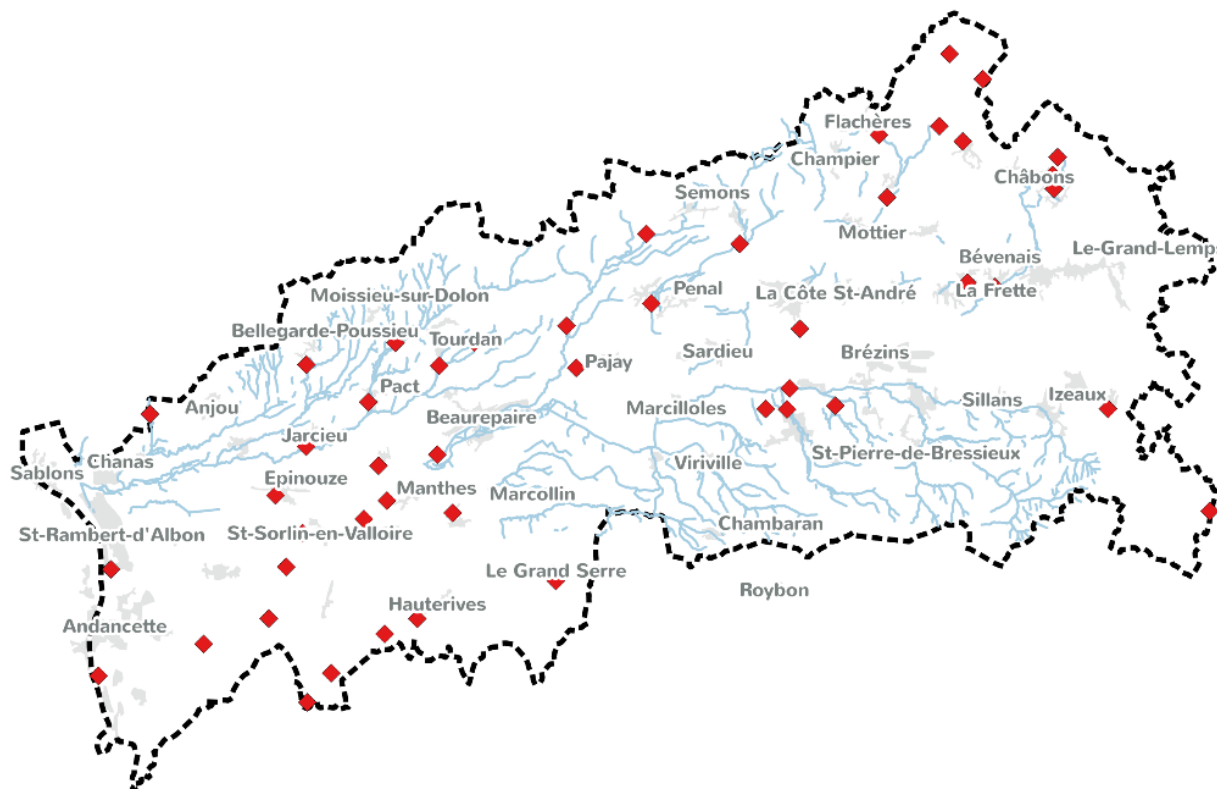 Flachères
Champier
Châbons
Semons
Mottier
Le-Grand-Lemps
Bévenais
Penal
La Côte St-André
La Frette
Moissieu-sur-Dolon
Bellegarde-Poussieu
Tourdan
Sardieu
Brézins
Pajay
Pact
Anjou
Beaurepaire
Marcilloles
Sillans
Izeaux
Jarcieu
Chanas
Sablons
St-Pierre-de-Bressieux
Viriville
Epinouze
Manthes
Marcollin
St-Rambert-d'Albon
St-Sorlin-en-Valloire
Chambaran
Le Grand Serre
Roybon
Hauterives
Andancette